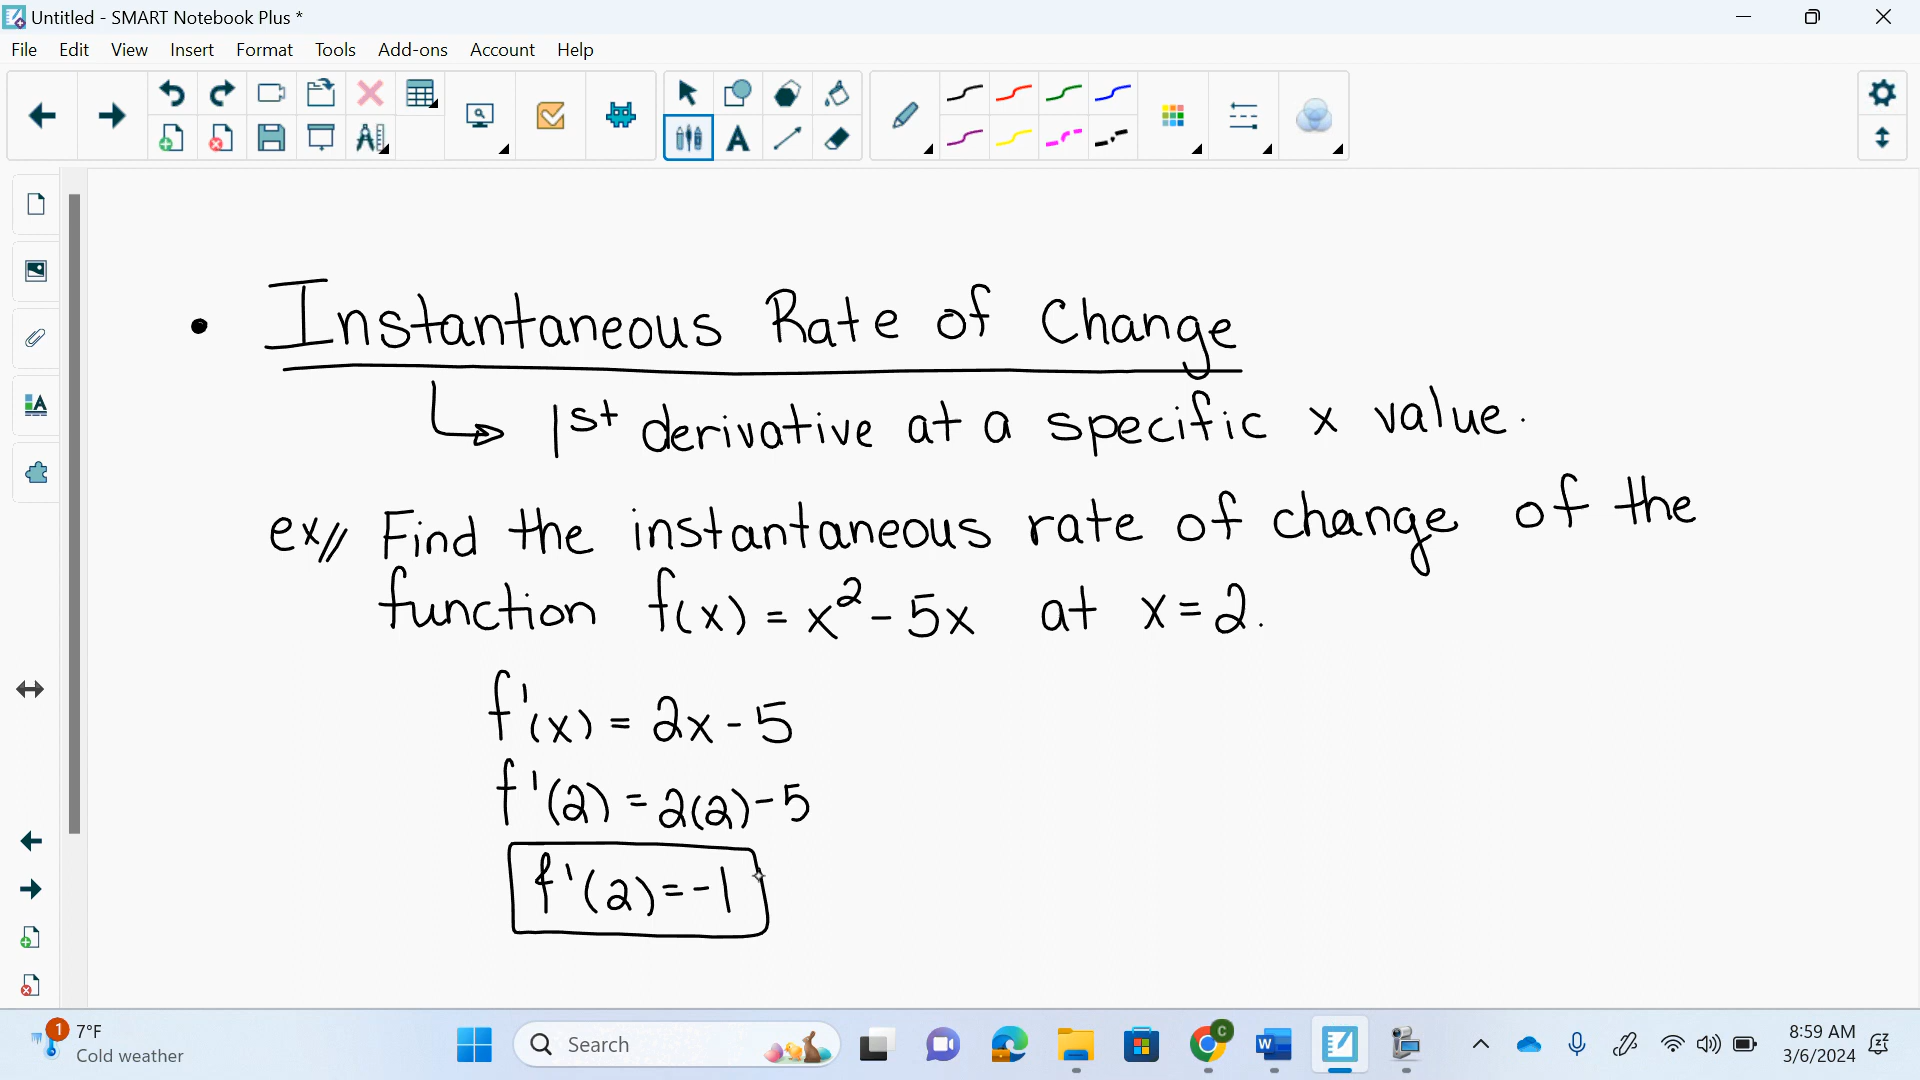 Untitled - SMART Notebook Plus *
File Edit View Insert Format Tools Add-ons Account Help
• Instantaneous Rate of Change
1st derivative at a specific x value.
ex// Find the instantaneous rate of change of the
function f(x) = x² - 5x at x = 2.
f'(x) = 2x - 5
f'(2) = 2(2) - 5
f'(2) = -1
1
7°F
Cold weather
Search
C
W
8:59 AM
3/6/2024